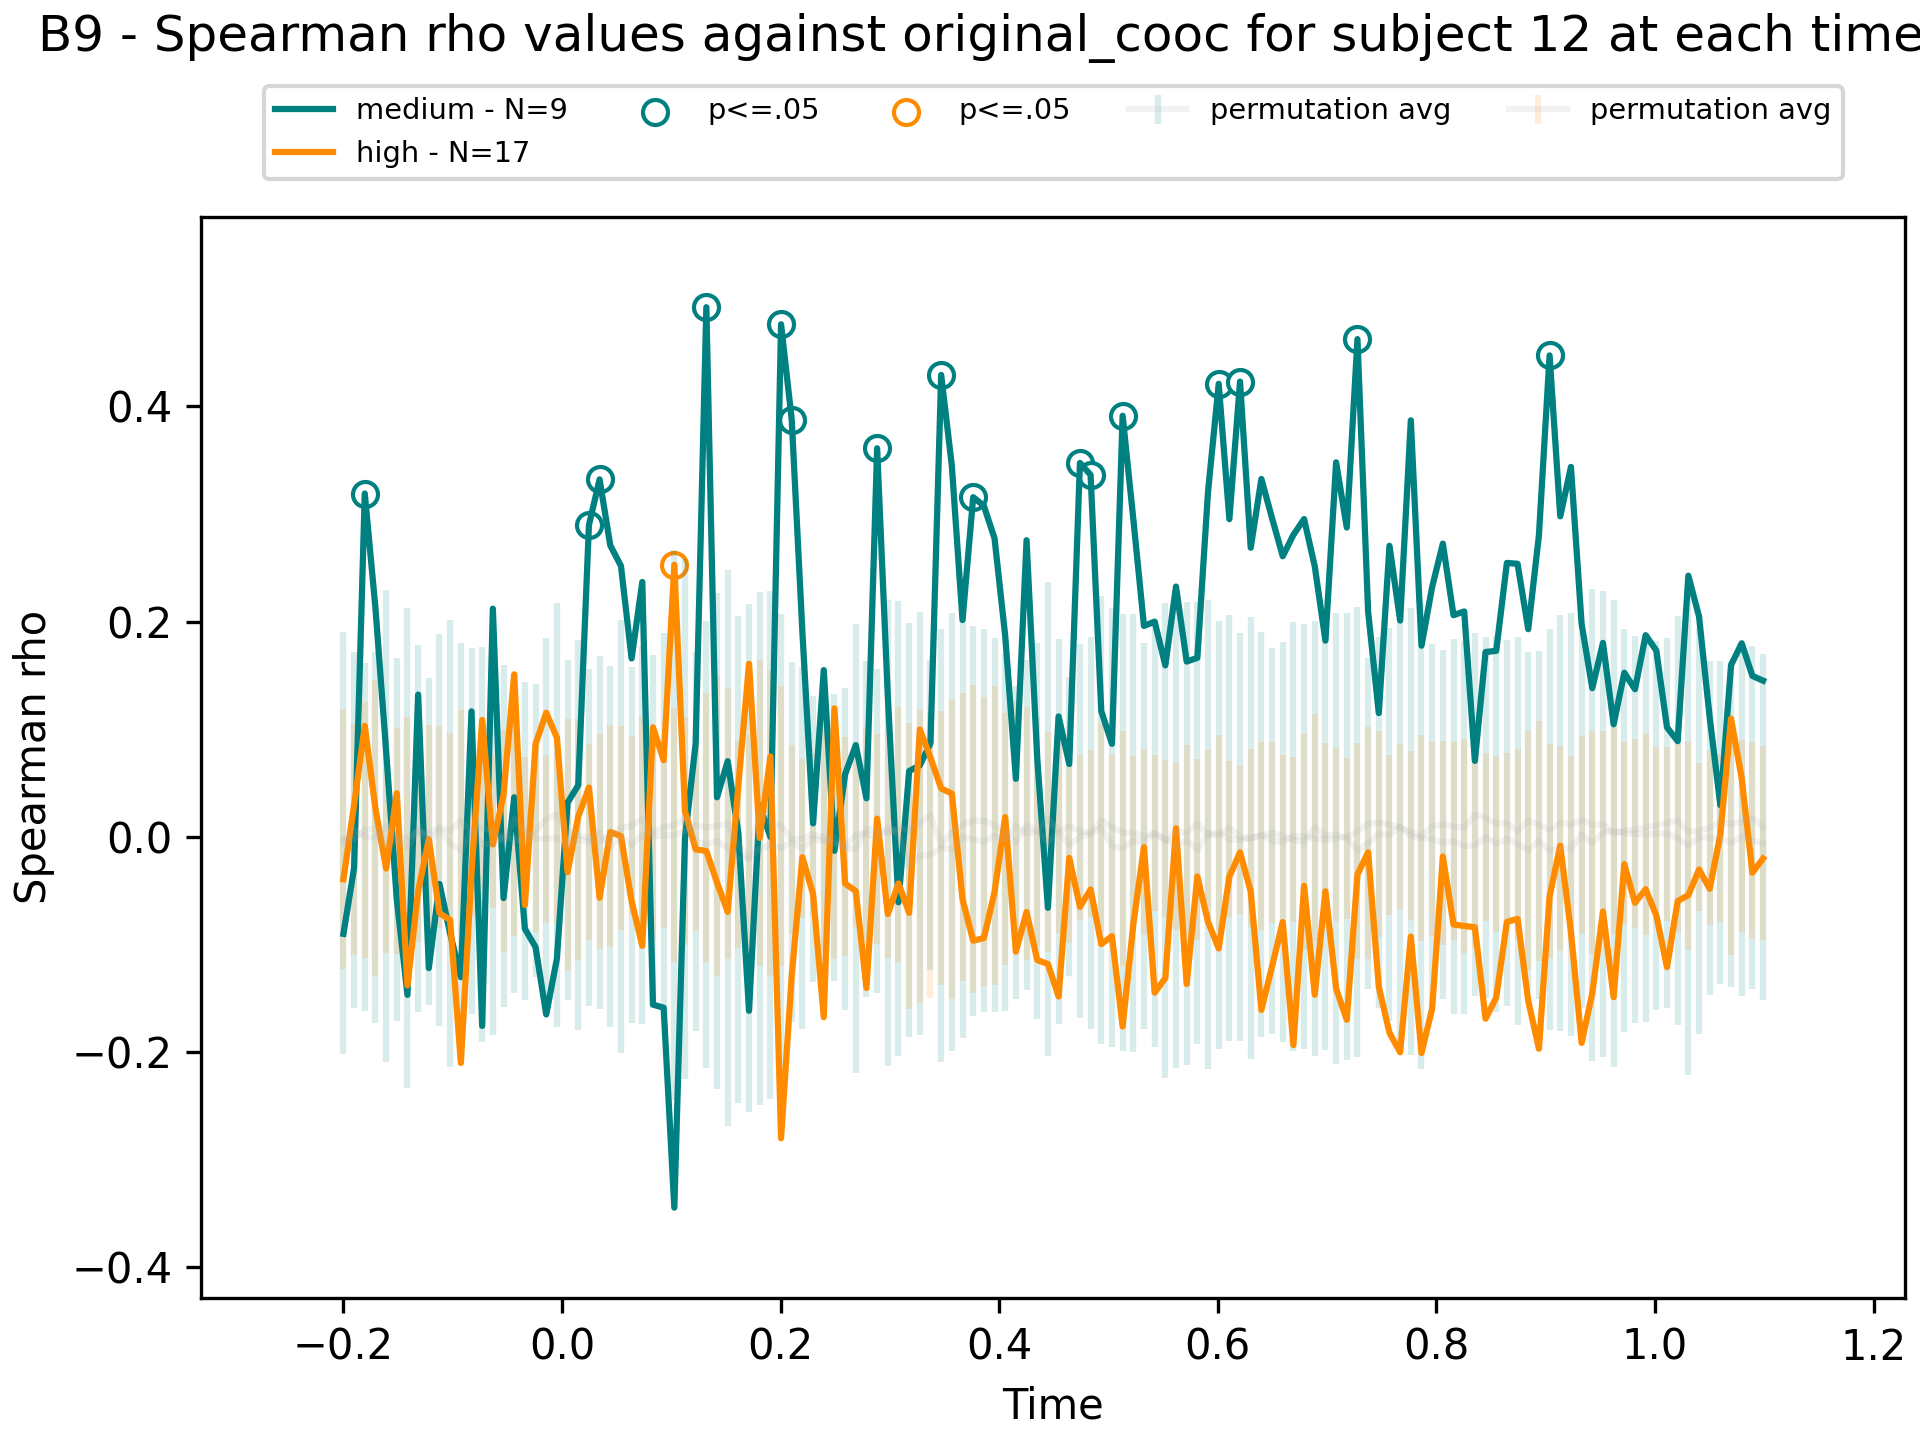 B9 - Spearman rho values against original_cooc for subject 12 at each time
medium - N=9
high - N=17
p<=.05
p<=.05
permutation avg
permutation avg
Spearman rho
0.4
0.2
0.0
−0.2
−0.4
−0.2 0.0 0.2 0.4 0.6 0.8 1.0 1.2
Time